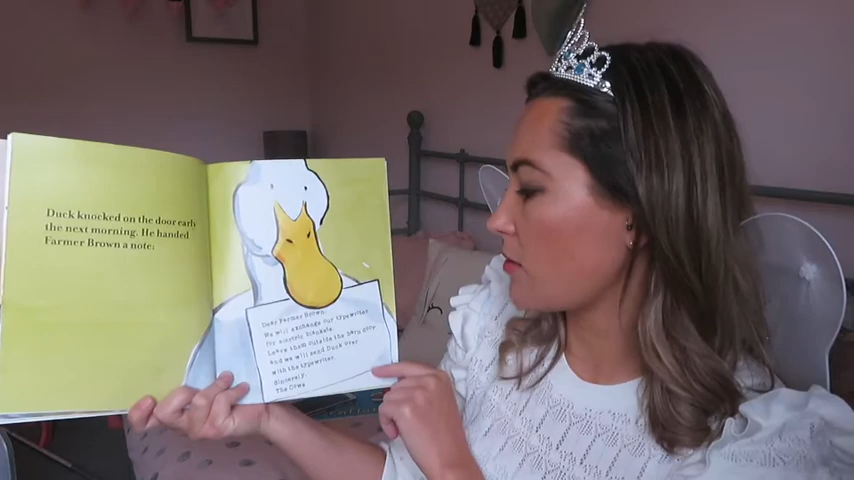 Duck knocked on the door early
the next morning. He handed
Farmer Brown a note:
Dear Farmer Brown,
We will exchange our typewriter
for electric blankets.
Leave them outside the barn door
and we will send Duck over
with the typewriter.
Sincerely,
The Cows